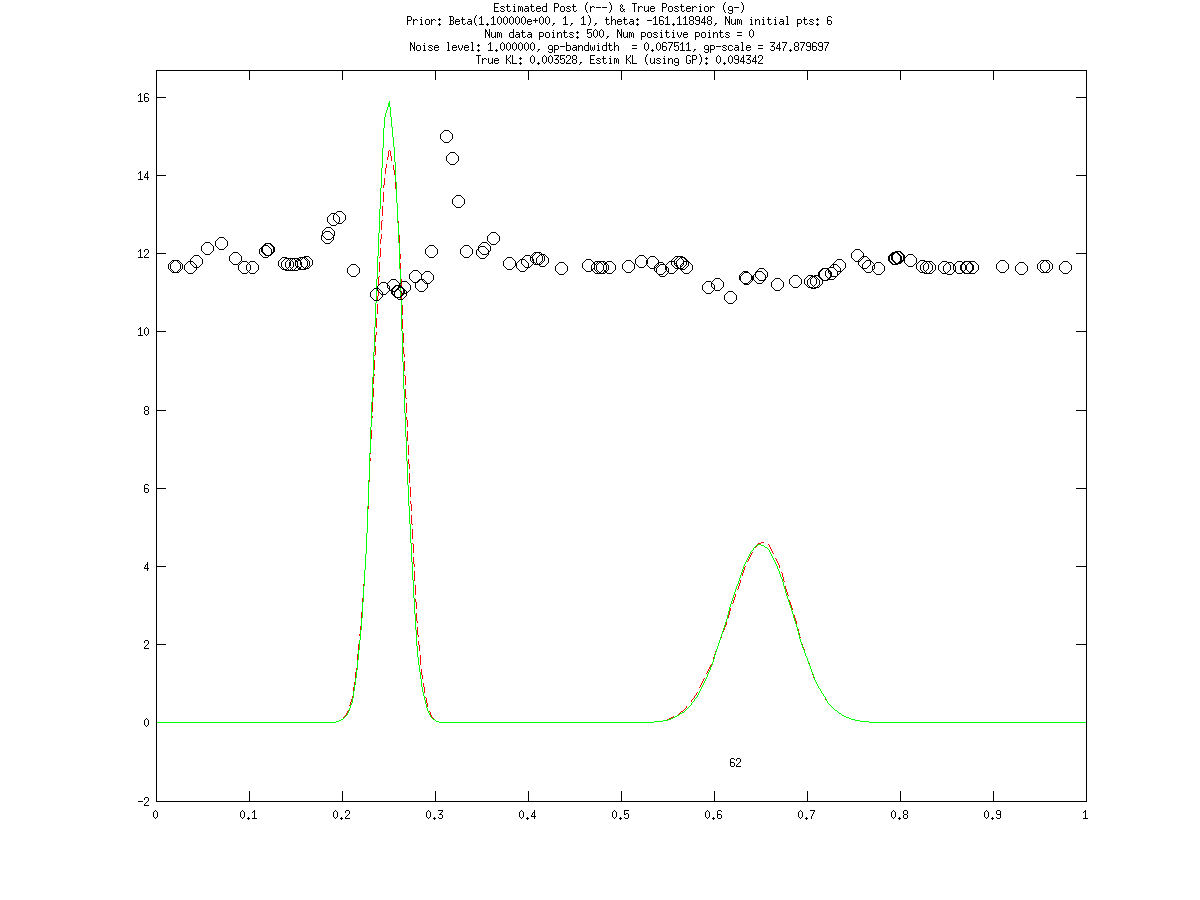 Estimated Post (r--) & True Posterior (g-)
Prior: Beta(1.100000e+00, 1, 1), theta: -161.118948, Num initial pts: 6
Num data points: 500, Num positive points = 0
Noise level: 1.000000, gp-bandwidth  = 0.067511, gp-scale = 347.879697
True KL: 0.003528, Estim KL (using GP): 0.094342
16
14
12
10
8
6
4
2
0
62
-2
0 0.1 0.2 0.3 0.4 0.5 0.6 0.7 0.8 0.9 1